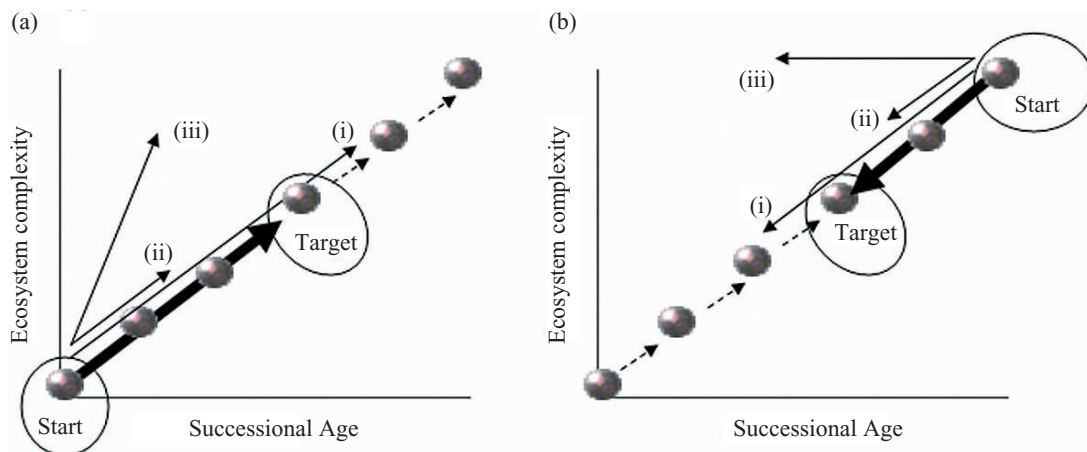 (a)
(i)
(iii)
(ii)
Target
Start
Ecosystem complexity
Successional Age
(b)
(iii)
Start
(ii)
(i)
Target
Ecosystem complexity
Successional Age